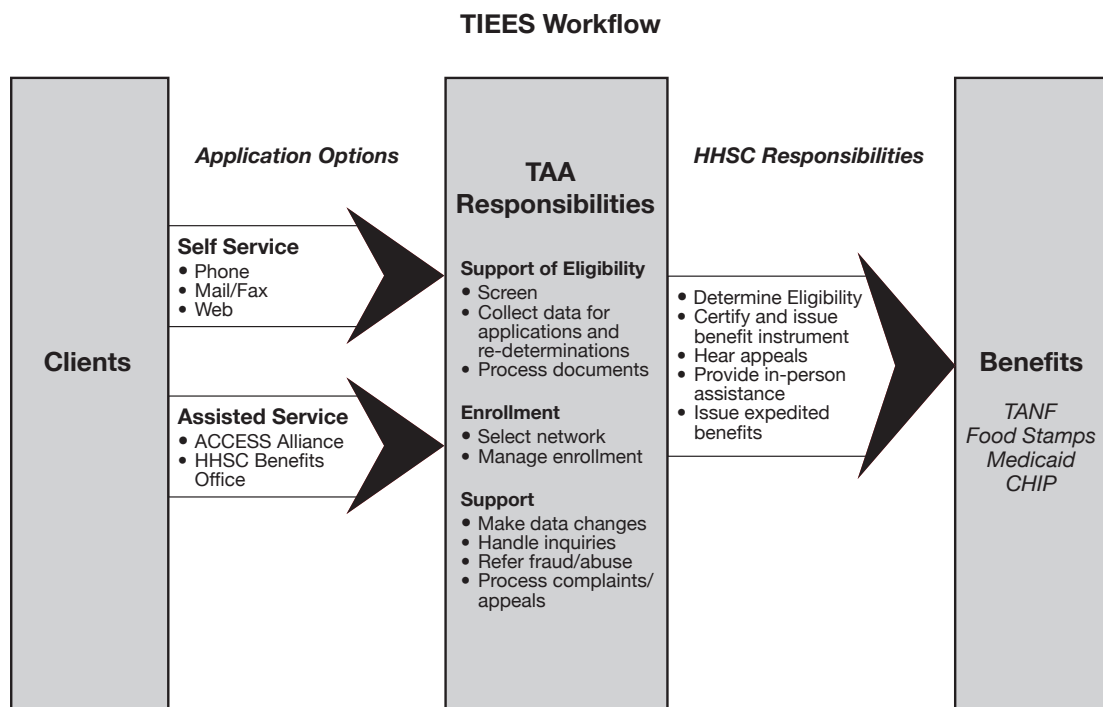 TIEES Workflow
Clients
Application Options
Self Service
• Phone
• Mail/Fax
• Web
Assisted Service
• ACCESS Alliance
• HHSC Benefits
Office
TAA
Responsibilities
Support of Eligibility
• Screen
• Collect data for
applications and
re-determinations
• Process documents
Enrollment
• Select network
• Manage enrollment
Support
• Make data changes
• Handle inquiries
• Refer fraud/abuse
• Process complaints/
appeals
HHSC Responsibilities
• Determine Eligibility
• Certify and issue
benefit instrument
• Hear appeals
• Provide in-person
assistance
• Issue expedited
benefits
Benefits
TANF
Food Stamps
Medicaid
CHIP